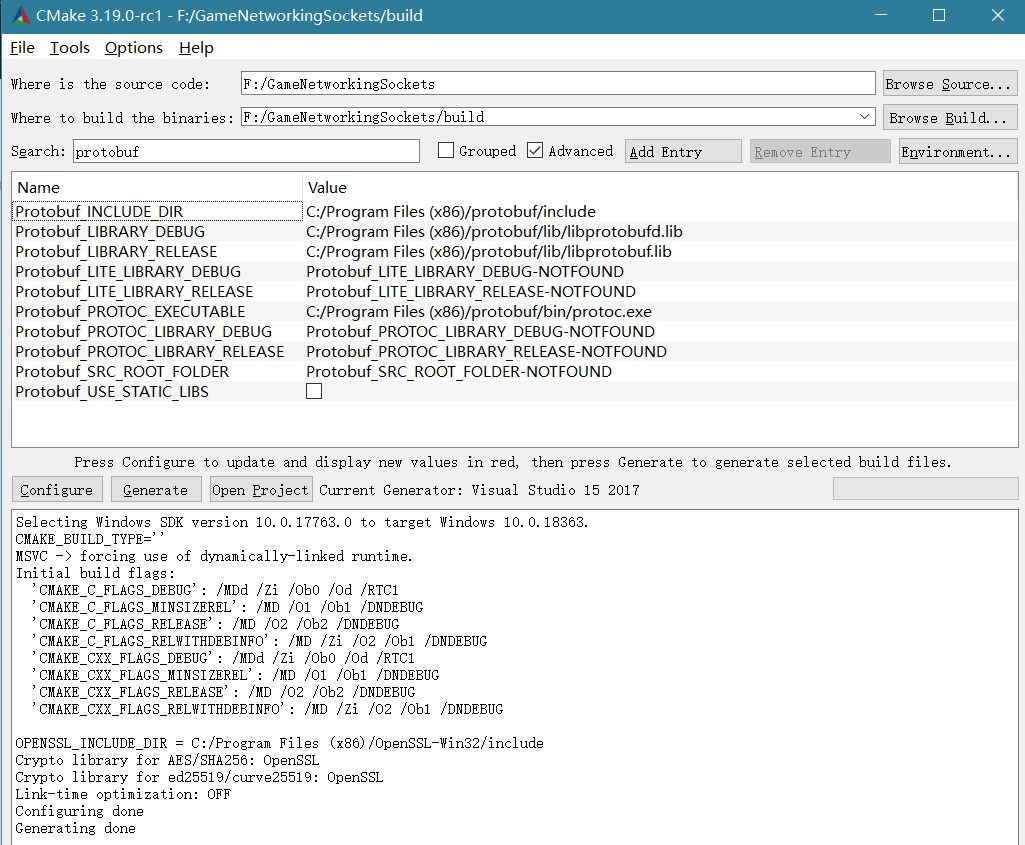 CMake 3.19.0-rc1 - F:/GameNetworkingSockets/build
File Tools Options Help
Where is the source code: F:/GameNetworkingSockets Browse Source...
Where to build the binaries: F:/GameNetworkingSockets/build Browse Build...
Search: protobuf Grouped Advanced Add Entry Remove Entry Environment...
Name Value
Protobuf_INCLUDE_DIR C:/Program Files (x86)/protobuf/include
Protobuf_LIBRARY_DEBUG C:/Program Files (x86)/protobuf/lib/libprotobufd.lib
Protobuf_LIBRARY_RELEASE C:/Program Files (x86)/protobuf/lib/libprotobuf.lib
Protobuf_LITE_LIBRARY_DEBUG Protobuf_LITE_LIBRARY_DEBUG-NOTFOUND
Protobuf_LITE_LIBRARY_RELEASE Protobuf_LITE_LIBRARY_RELEASE-NOTFOUND
Protobuf_PROTOC_EXECUTABLE C:/Program Files (x86)/protobuf/bin/protoc.exe
Protobuf_PROTOC_LIBRARY_DEBUG Protobuf_PROTOC_LIBRARY_DEBUG-NOTFOUND
Protobuf_PROTOC_LIBRARY_RELEASE Protobuf_PROTOC_LIBRARY_RELEASE-NOTFOUND
Protobuf_SRC_ROOT_FOLDER Protobuf_SRC_ROOT_FOLDER-NOTFOUND
Protobuf_USE_STATIC_LIBS
Press Configure to update and display new values in red, then press Generate to generate selected build files.
Configure Generate Open Project Current Generator: Visual Studio 15 2017
Selecting Windows SDK version 10.0.17763.0 to target Windows 10.0.18363.
CMAKE_BUILD_TYPE=''
MSVC -> forcing use of dynamically-linked runtime.
Initial build flags:
'CMAKE_C_FLAGS_DEBUG': /MDd /Zi /Ob0 /Od /RTC1
'CMAKE_C_FLAGS_MINSIZEREL': /MD /O1 /Ob1 /DNDEBUG
'CMAKE_C_FLAGS_RELEASE': /MD /O2 /Ob2 /DNDEBUG
'CMAKE_C_FLAGS_RELWITHDEBINFO': /MD /Zi /O2 /Ob1 /DNDEBUG
'CMAKE_CXX_FLAGS_DEBUG': /MDd /Zi /Ob0 /Od /RTC1
'CMAKE_CXX_FLAGS_MINSIZEREL': /MD /O1 /Ob1 /DNDEBUG
'CMAKE_CXX_FLAGS_RELEASE': /MD /O2 /Ob2 /DNDEBUG
'CMAKE_CXX_FLAGS_RELWITHDEBINFO': /MD /Zi /O2 /Ob1 /DNDEBUG
OPENSSL_INCLUDE_DIR = C:/Program Files (x86)/OpenSSL-Win32/include
Crypto library for AES/SHA256: OpenSSL
Crypto library for ed25519/curve25519: OpenSSL
Link-time optimization: OFF
Configuring done
Generating done